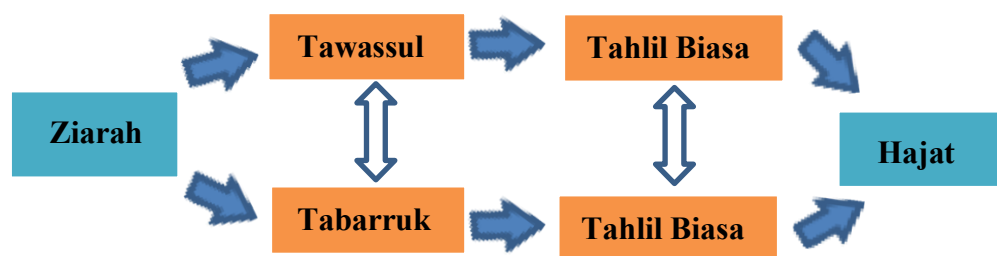 Tawassul
Tahlil Biasa
Ziarah
Hajat
Tabarruk
Tahlil Biasa